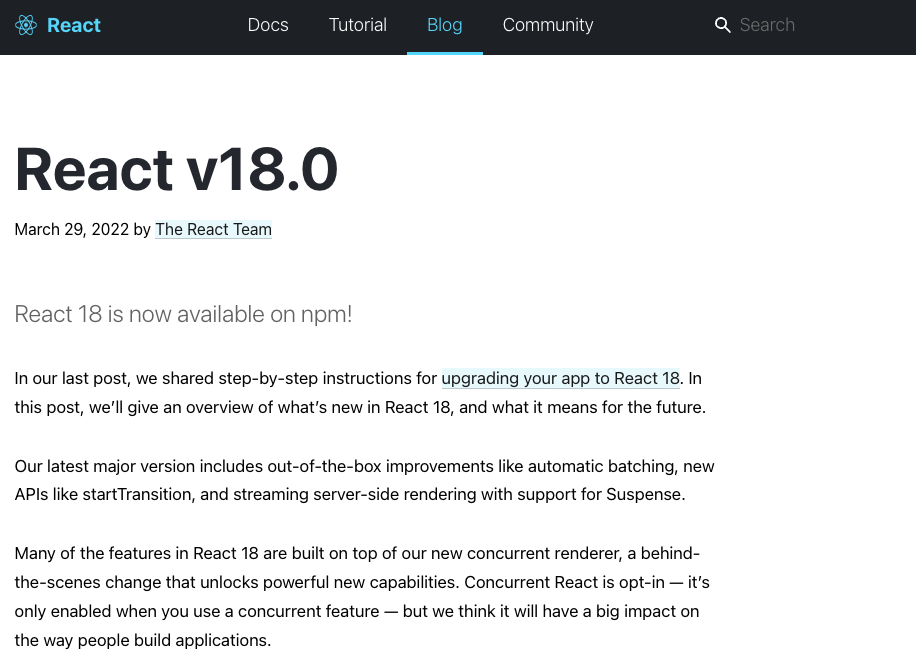 React
Docs
Tutorial
Blog
Community
Search
React v18.0
March 29, 2022 by The React Team
React 18 is now available on npm!
In our last post, we shared step-by-step instructions for upgrading your app to React 18. In
this post, we’ll give an overview of what’s new in React 18, and what it means for the future.
Our latest major version includes out-of-the-box improvements like automatic batching, new
APIs like startTransition, and streaming server-side rendering with support for Suspense.
Many of the features in React 18 are built on top of our new concurrent renderer, a behind-
the-scenes change that unlocks powerful new capabilities. Concurrent React is opt-in — it’s
only enabled when you use a concurrent feature — but we think it will have a big impact on
the way people build applications.